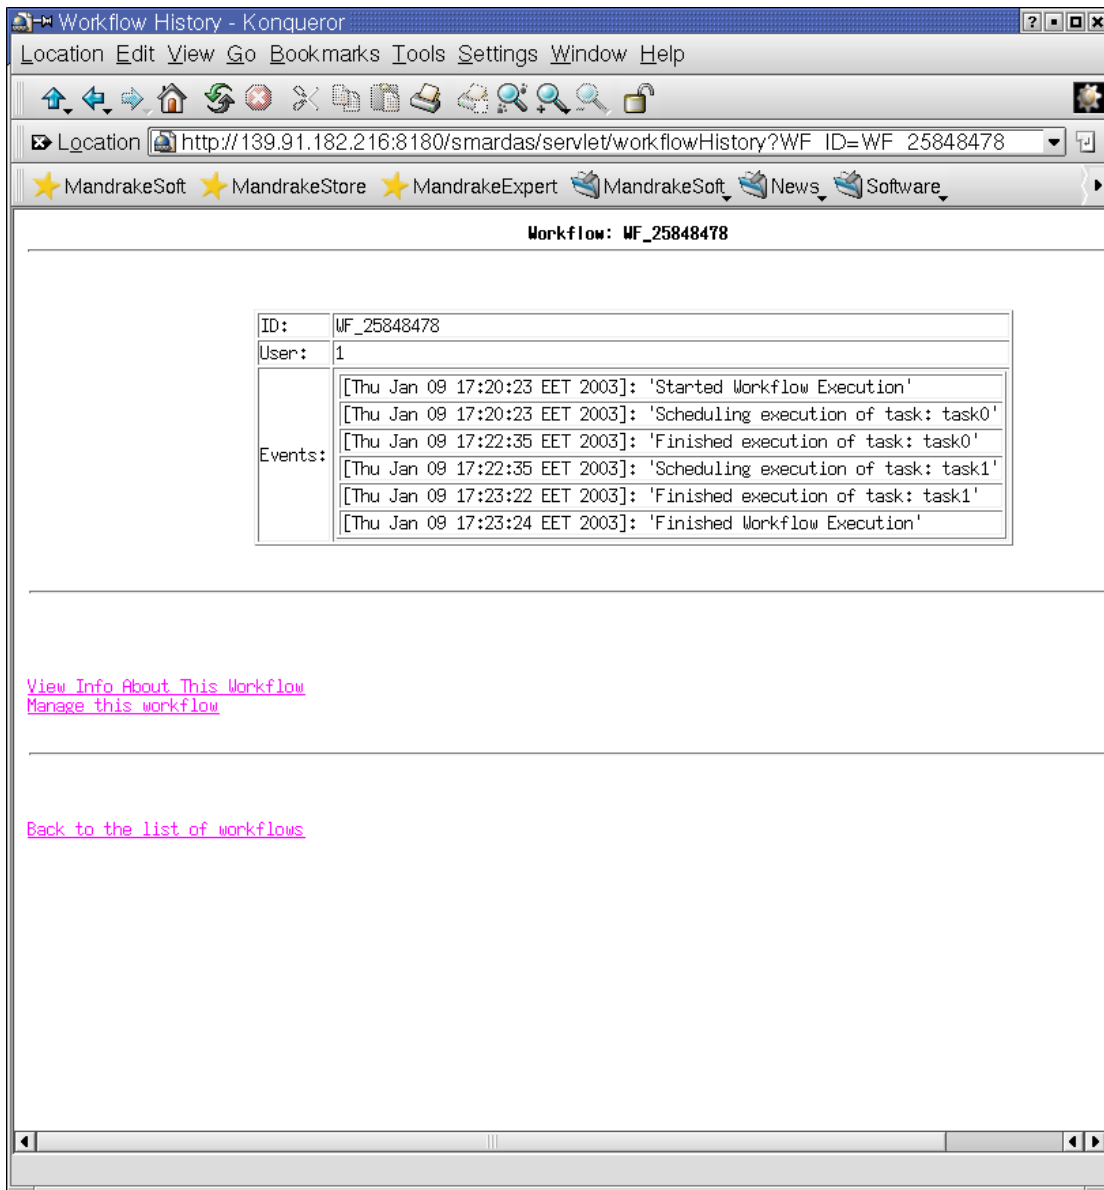 Workflow History - Konqueror
Location Edit View Go Bookmarks Tools Settings Window Help
Location http://139.91.182.216:8180/smardas/servlet/workflowHistory?WF_ID=WF_25848478
MandrakeSoft MandrakeStore MandrakeExpert MandrakeSoft News Software
Workflow: WF_25848478
ID: WF_25848478
User: 1
Events:
[Thu Jan 09 17:20:23 EET 2003]: 'Started Workflow Execution'
[Thu Jan 09 17:20:23 EET 2003]: 'Scheduling execution of task: task0'
[Thu Jan 09 17:22:35 EET 2003]: 'Finished execution of task: task0'
[Thu Jan 09 17:22:35 EET 2003]: 'Scheduling execution of task: task1'
[Thu Jan 09 17:23:22 EET 2003]: 'Finished execution of task: task1'
[Thu Jan 09 17:23:24 EET 2003]: 'Finished Workflow Execution'
View Info About This Workflow
Manage this workflow
Back to the list of workflows